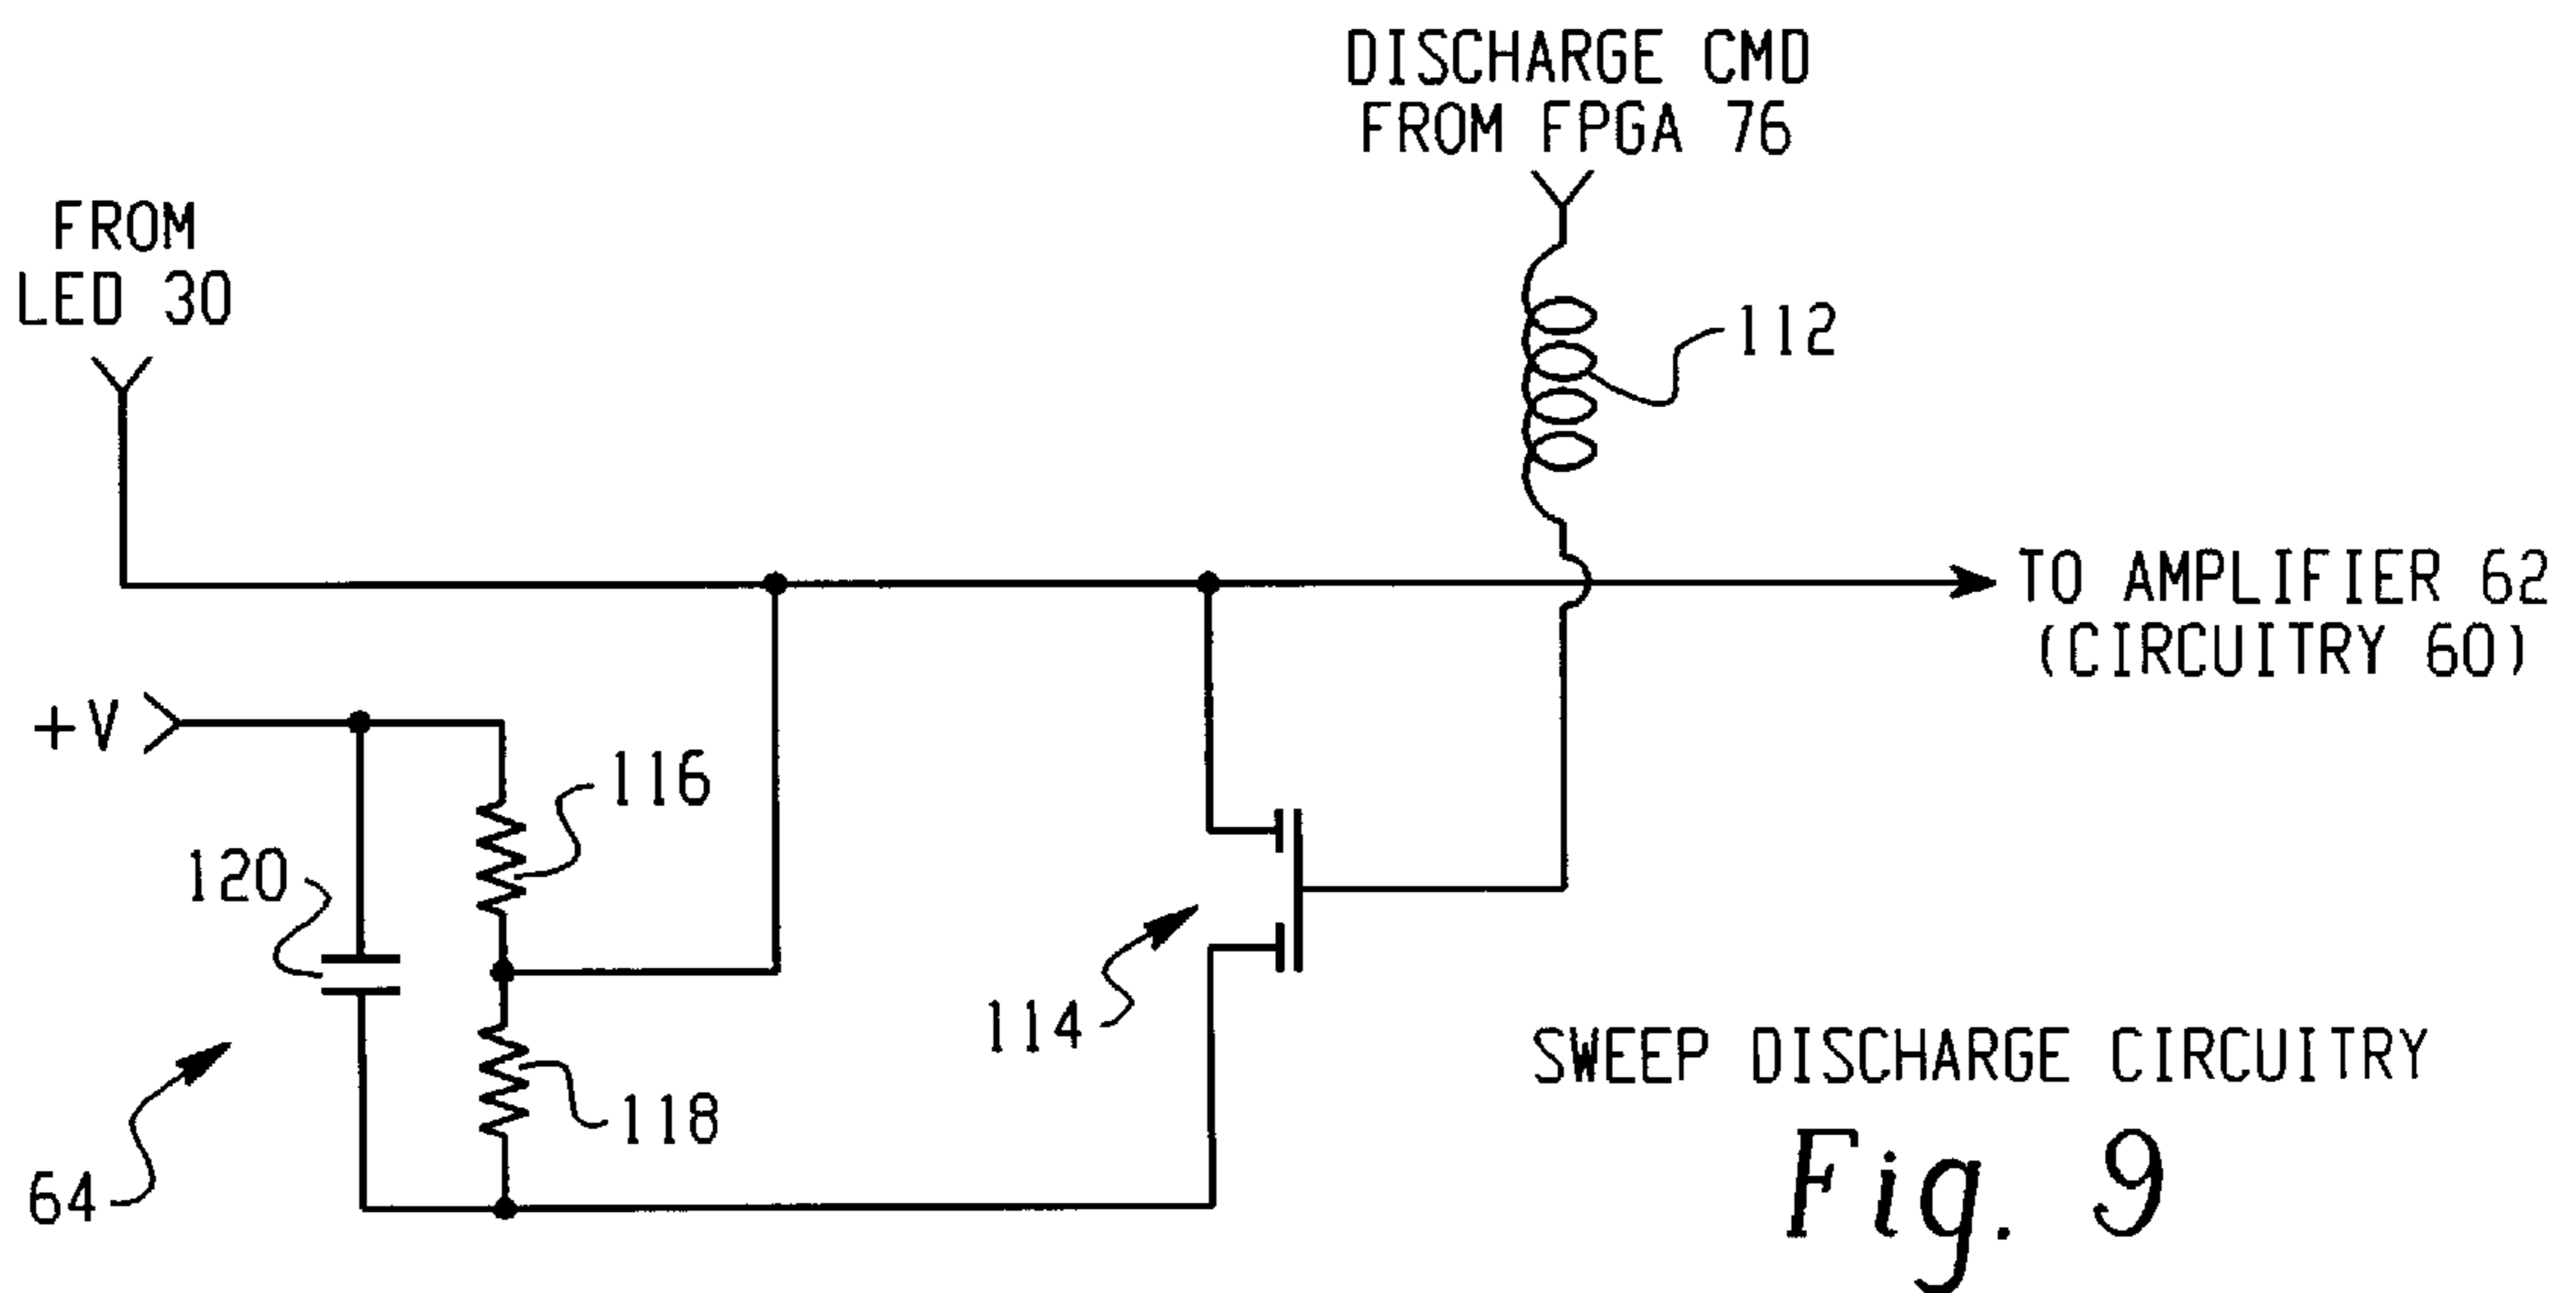 DISCHARGE CMD
FROM FPGA 76
FROM
LED 30
112
TO AMPLIFIER 62
(CIRCUITRY 60)
+V
116
120
114
118
64
SWEEP DISCHARGE CIRCUITRY
Fig. 9